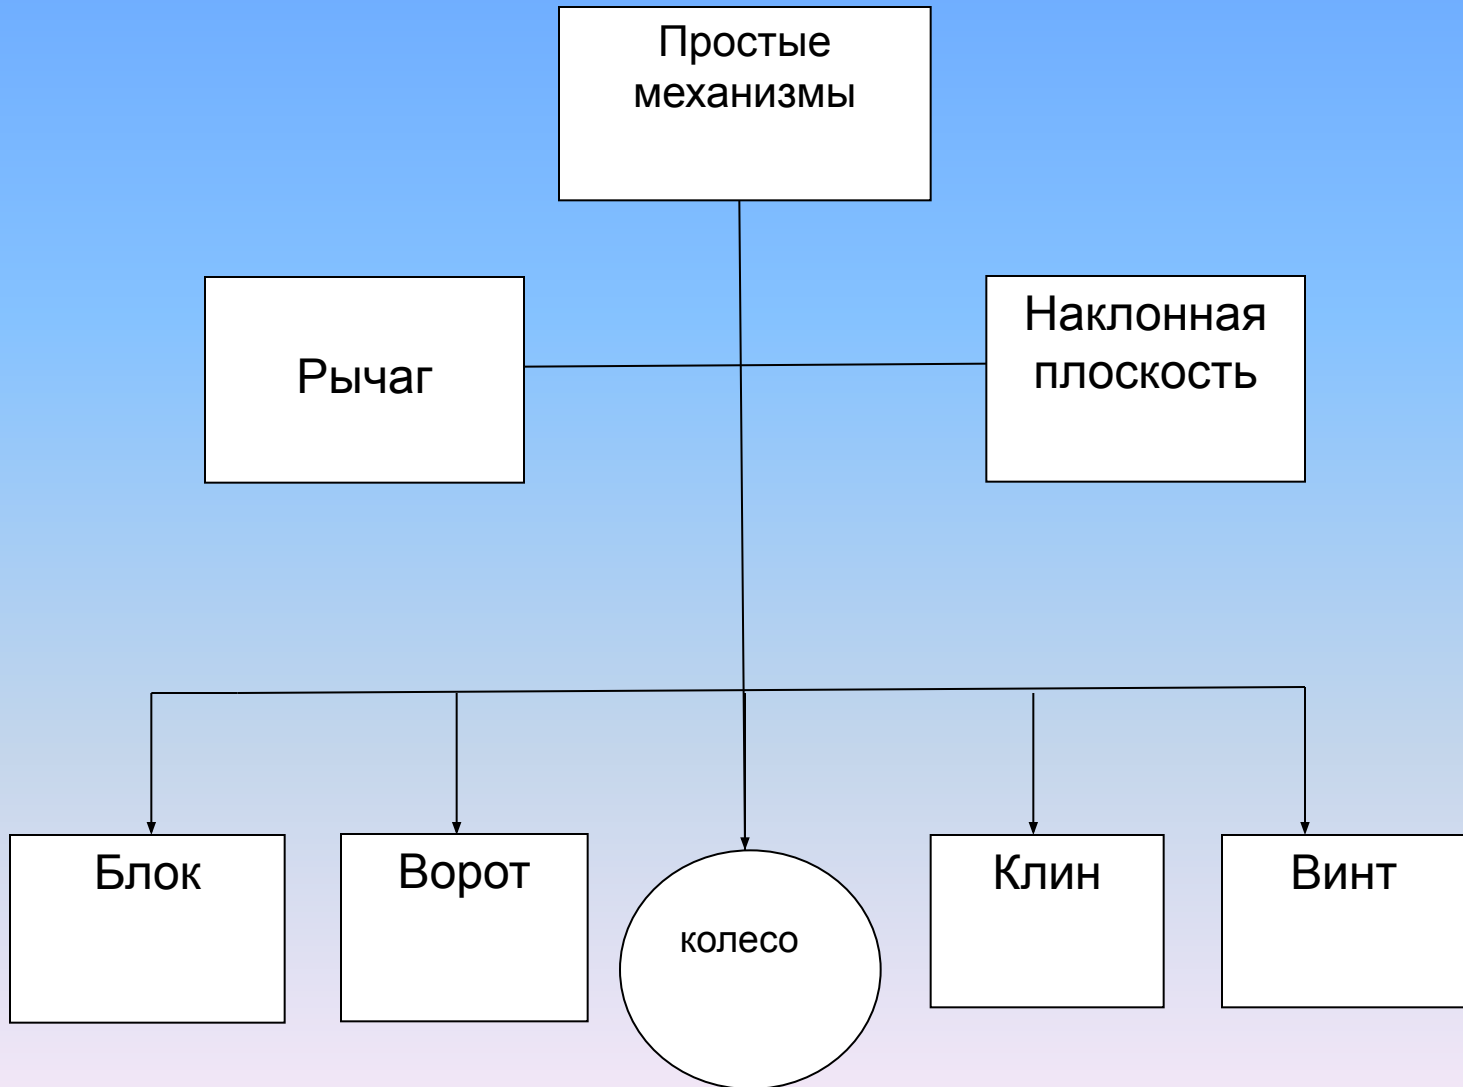 Простые
механизмы
Рычаг
Наклонная
плоскость
Блок
Ворот
колесо
Клин
Винт